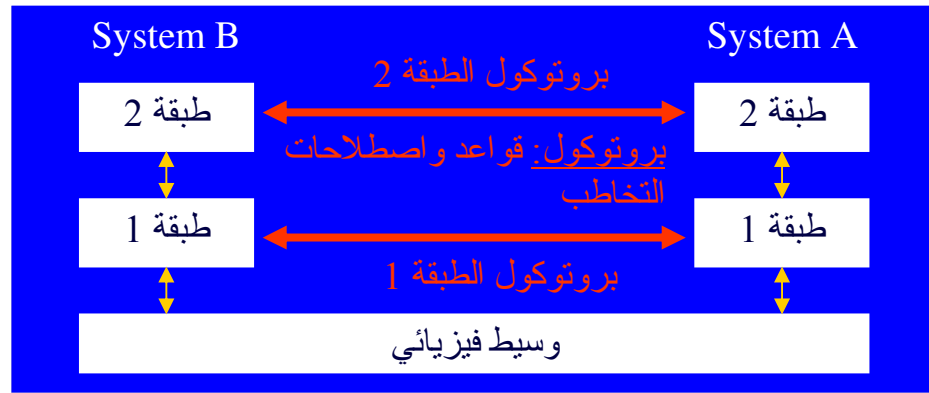 System A
System B
بروتوكول الطبقة 2
طبقة 2
طبقة 2
بروتوكول: قواعد واصطلاحات
التخاطب
طبقة 1
طبقة 1
بروتوكول الطبقة 1
وسيط فيزيائي